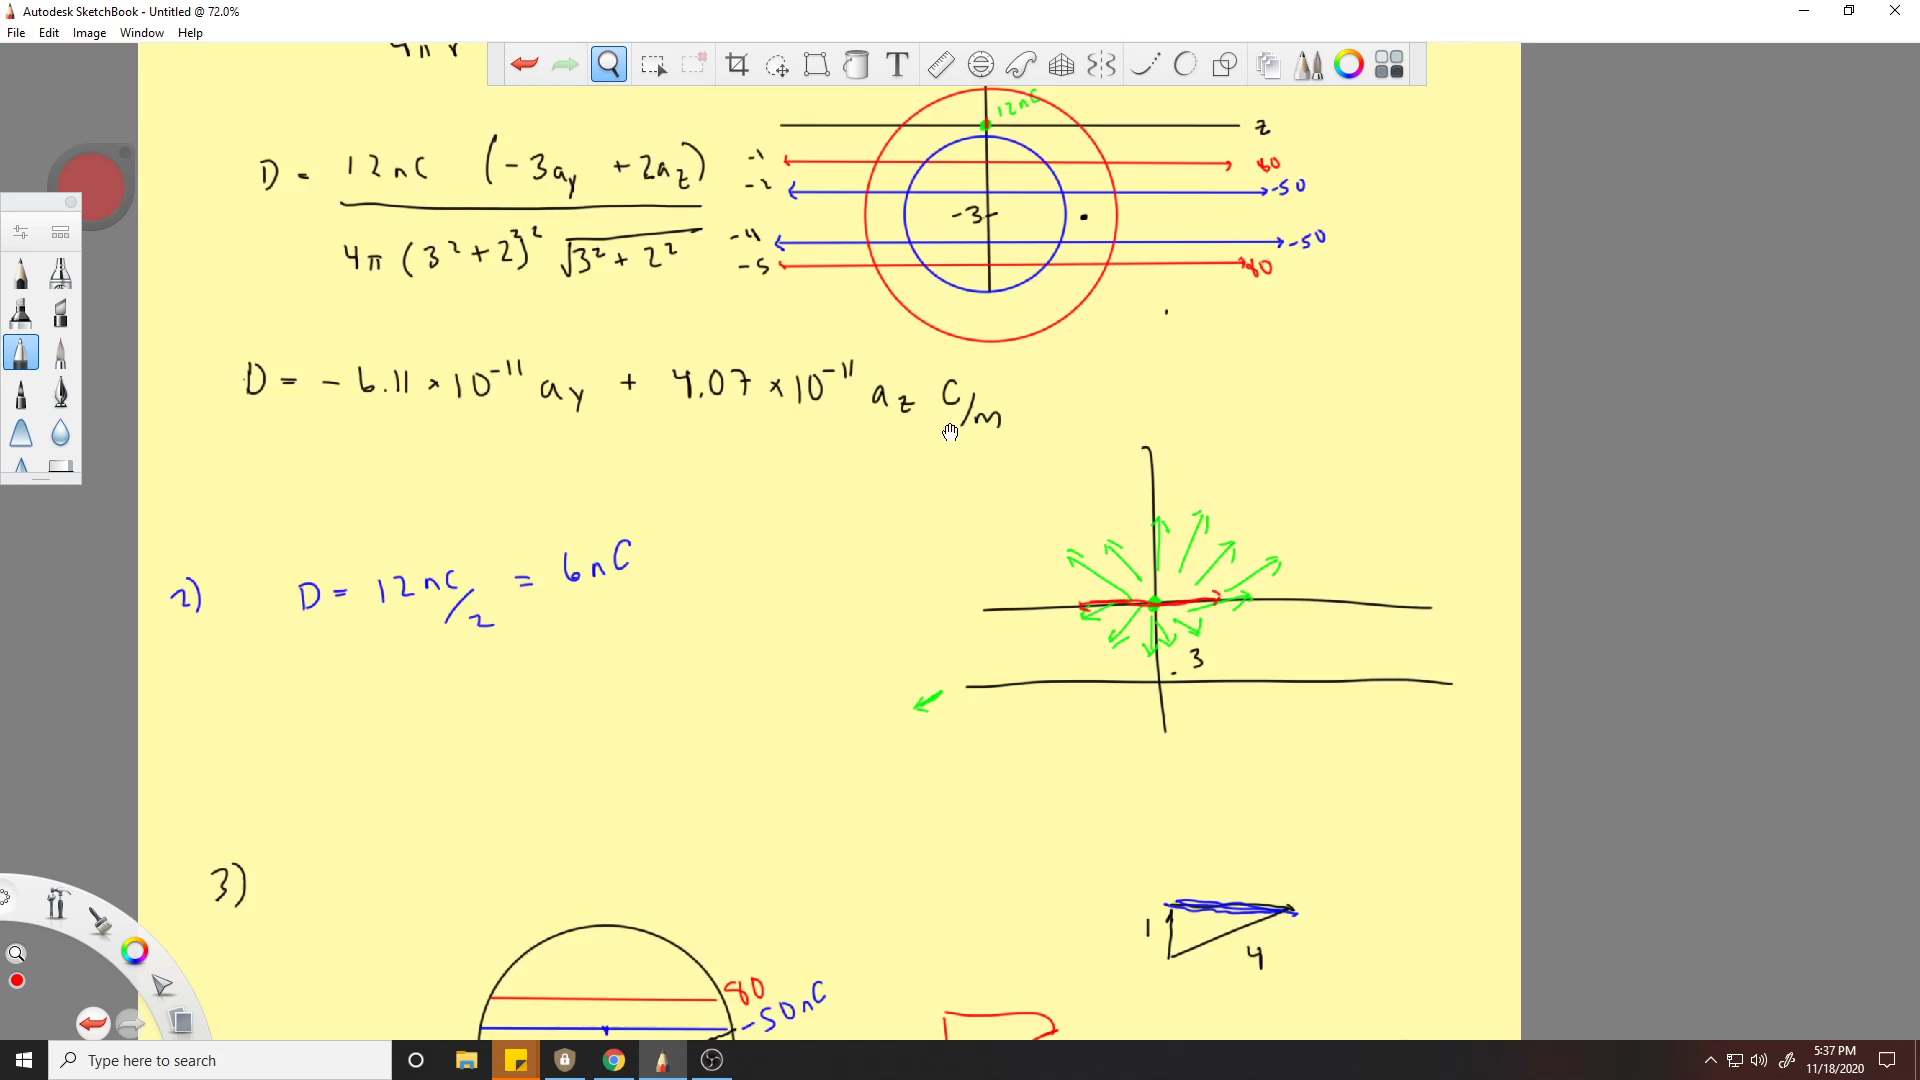 Autodesk SketchBook - Untitled @ 72.0%
File Edit Image Window Help
4π r
12nC
z
D = 12nC (-3ay + 2az)
4π (3² + 2²)² √3² + 2²
-1
80
-2
-50
-3-
-4
-50
-5
80
D = - 6.11 × 10⁻¹¹ ay + 4.07 × 10⁻¹¹ az C/m
2) D = 12nC/2 = 6nC
3
3)
1
4
80
-50nC
Type here to search
5:37 PM
11/18/2020